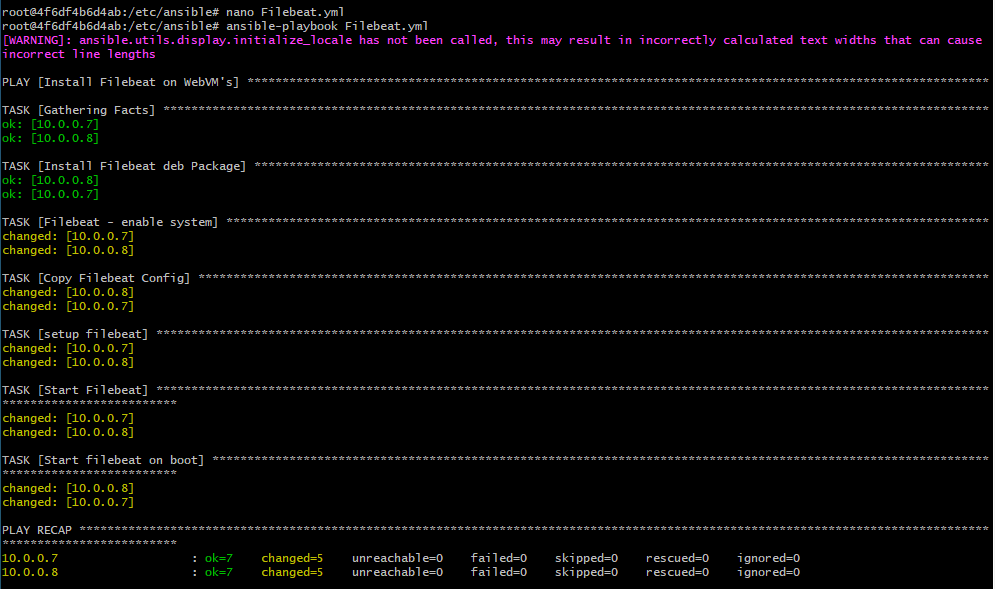 root@4f6df4b6d4ab:/etc/ansible# nano Filebeat.yml
root@4f6df4b6d4ab:/etc/ansible# ansible-playbook Filebeat.yml
[WARNING]: ansible.utils.display.initialize_locale has not been called, this may result in incorrectly calculated text widths that can cause
incorrect line lengths
PLAY [Install Filebeat on WebVM's] **********************************************************************************************************
TASK [Gathering Facts] **********************************************************************************************************************
ok: [10.0.0.7]
ok: [10.0.0.8]
TASK [Install Filebeat deb Package] *********************************************************************************************************
ok: [10.0.0.8]
ok: [10.0.0.7]
TASK [Filebeat - enable system] *************************************************************************************************************
changed: [10.0.0.7]
changed: [10.0.0.8]
TASK [Copy Filebeat Config] *****************************************************************************************************************
changed: [10.0.0.8]
changed: [10.0.0.7]
TASK [setup filebeat] ***********************************************************************************************************************
changed: [10.0.0.7]
changed: [10.0.0.8]
TASK [Start Filebeat] ***********************************************************************************************************************
*************************
changed: [10.0.0.7]
changed: [10.0.0.8]
TASK [Start filebeat on boot] ***************************************************************************************************************
*************************
changed: [10.0.0.8]
changed: [10.0.0.7]
PLAY RECAP **********************************************************************************************************************************
*************************
10.0.0.7                   : ok=7    changed=5    unreachable=0    failed=0    skipped=0    rescued=0    ignored=0
10.0.0.8                   : ok=7    changed=5    unreachable=0    failed=0    skipped=0    rescued=0    ignored=0